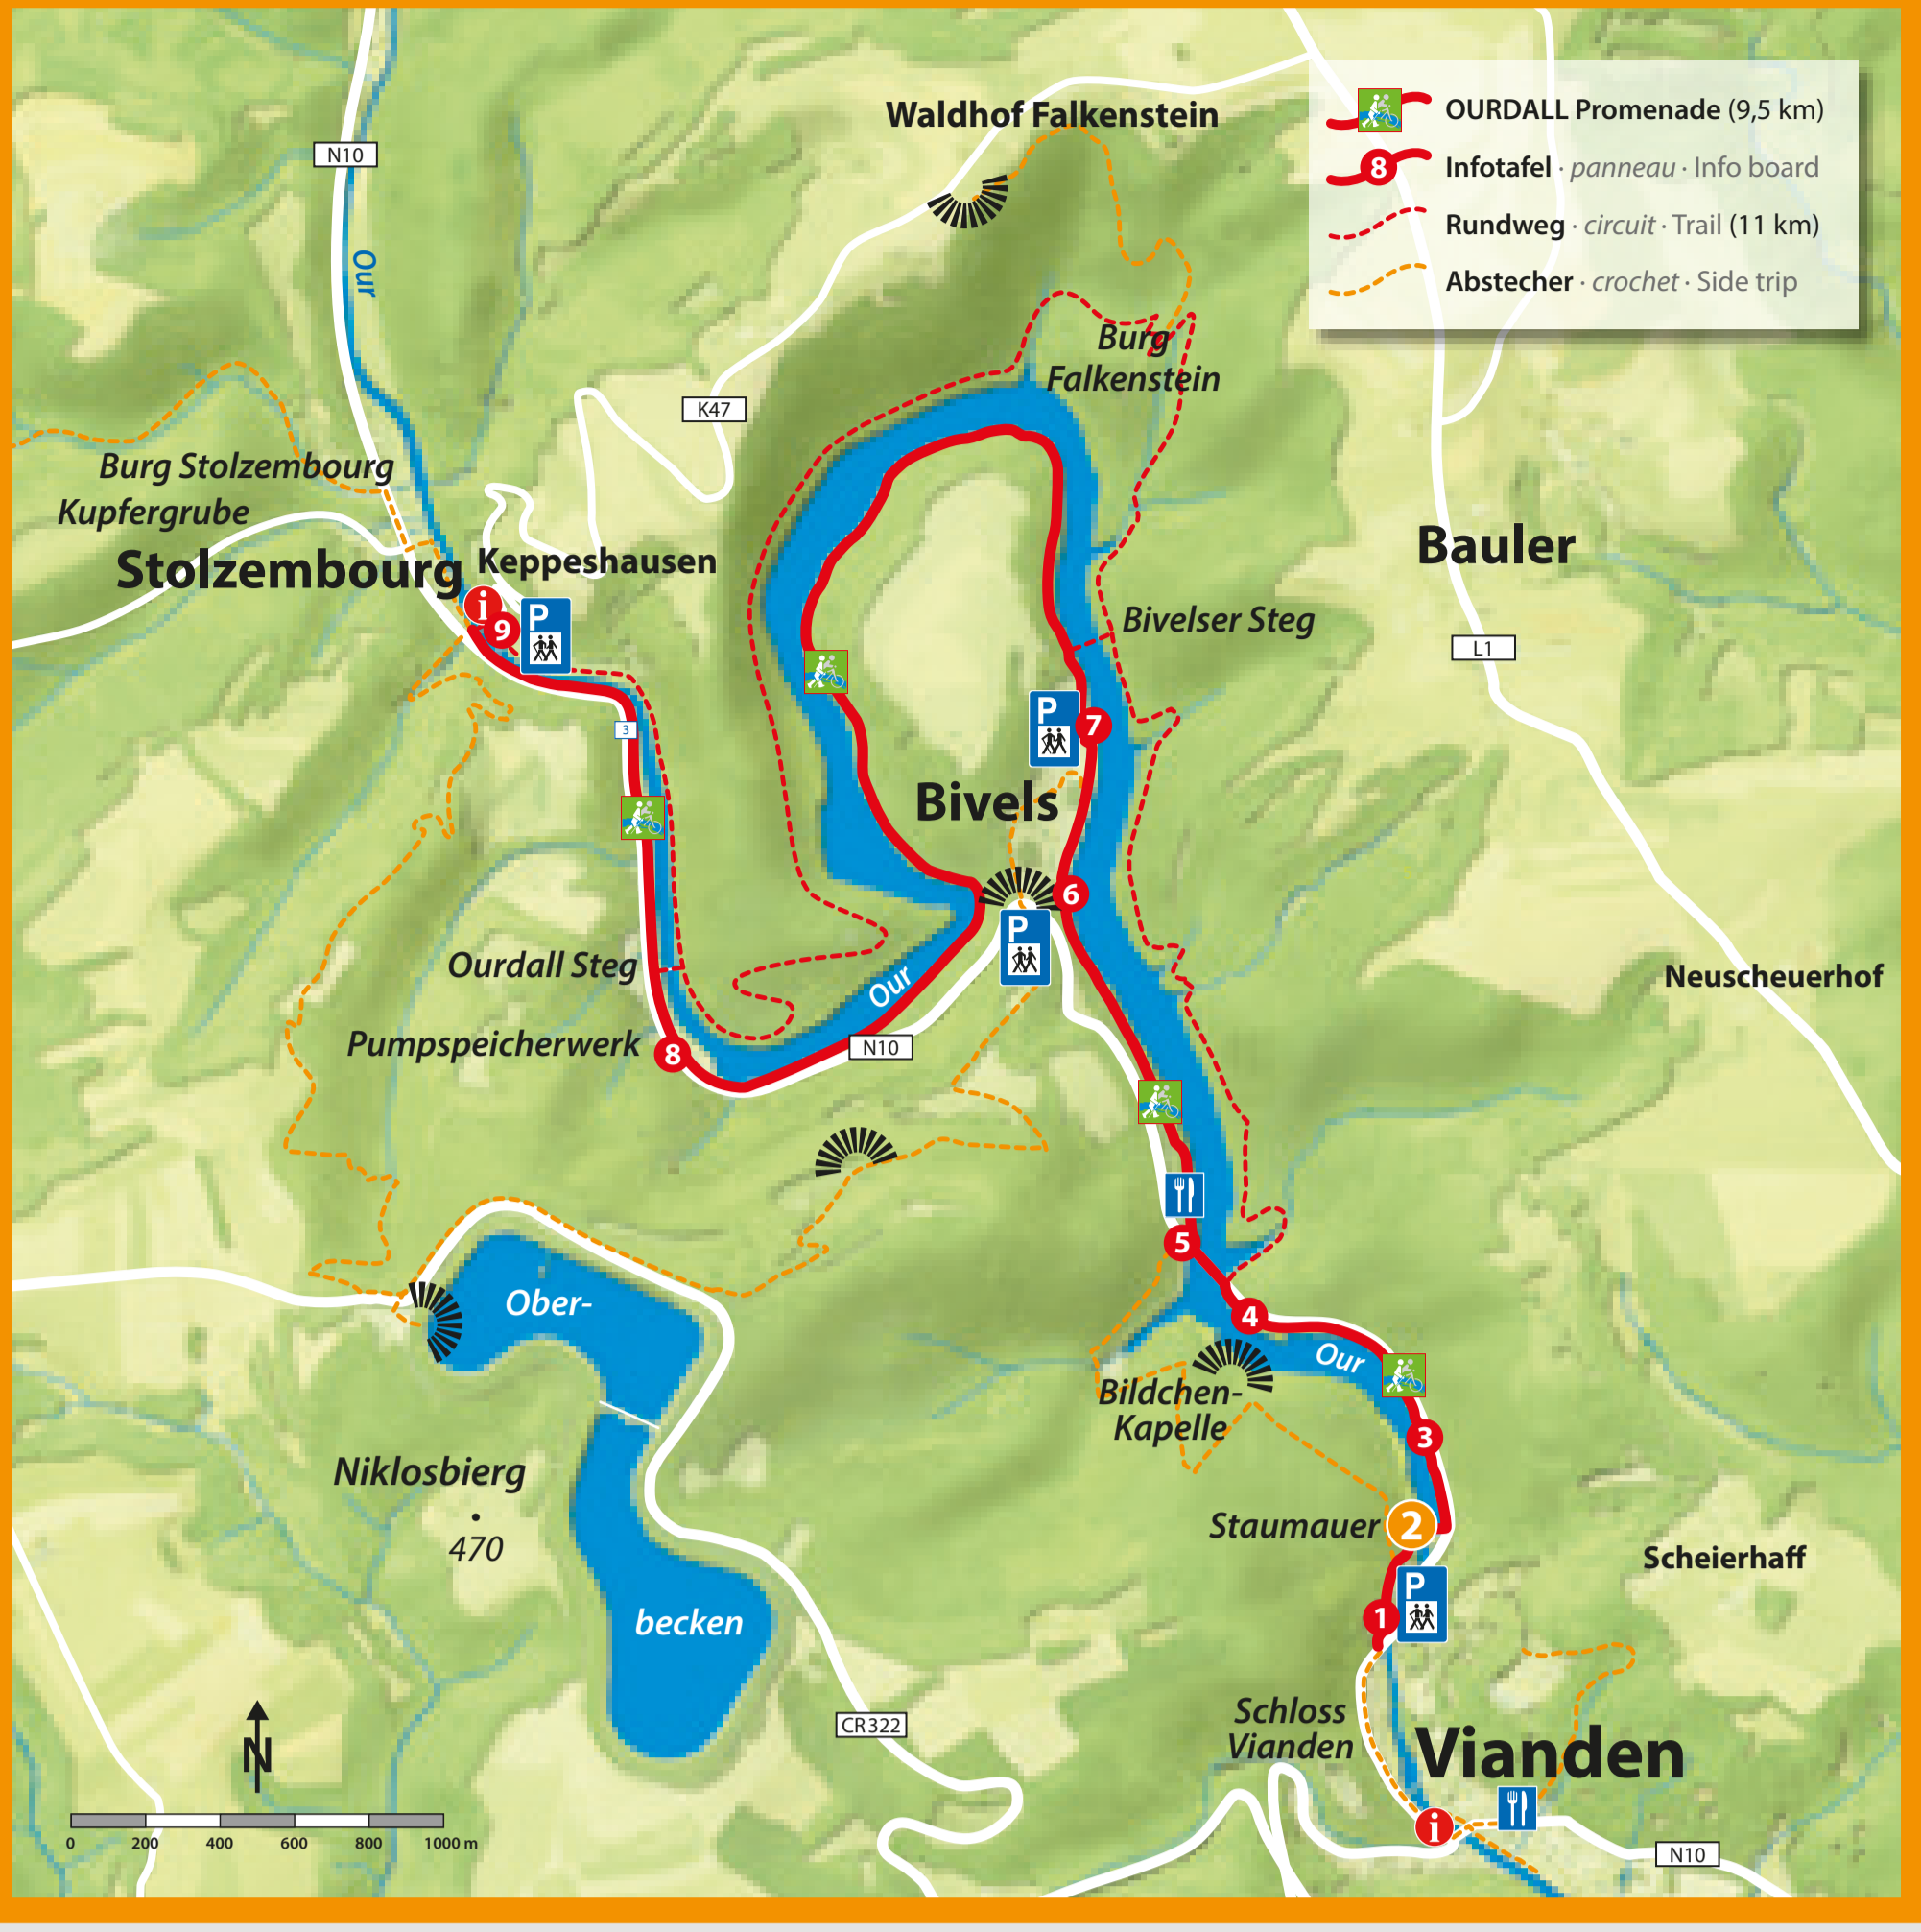 OURDALL Promenade (9,5 km)
8
Infotafel · panneau · Info board
Rundweg · circuit · Trail (11 km)
Abstecher · crochet · Side trip
Waldhof Falkenstein
N10
Our
Burg
Falkenstein
K47
Burg Stolzembourg
Kupfergrube
Stolzembourg
Keppeshausen
Bauler
i
9
P
Bivelser Steg
L1
3
P
7
Bivels
6
P
Ourdall Steg
Our
Neuscheuerhof
Pumpspeicherwerk
8
N10
5
Ober-
4
Our
Bildchen-
Kapelle
3
Niklosbierg
470
Staumauer
2
Scheierhaff
P
1
becken
Schloss
Vianden
Vianden
CR322
N
i
N10
0 200 400 600 800 1000 m